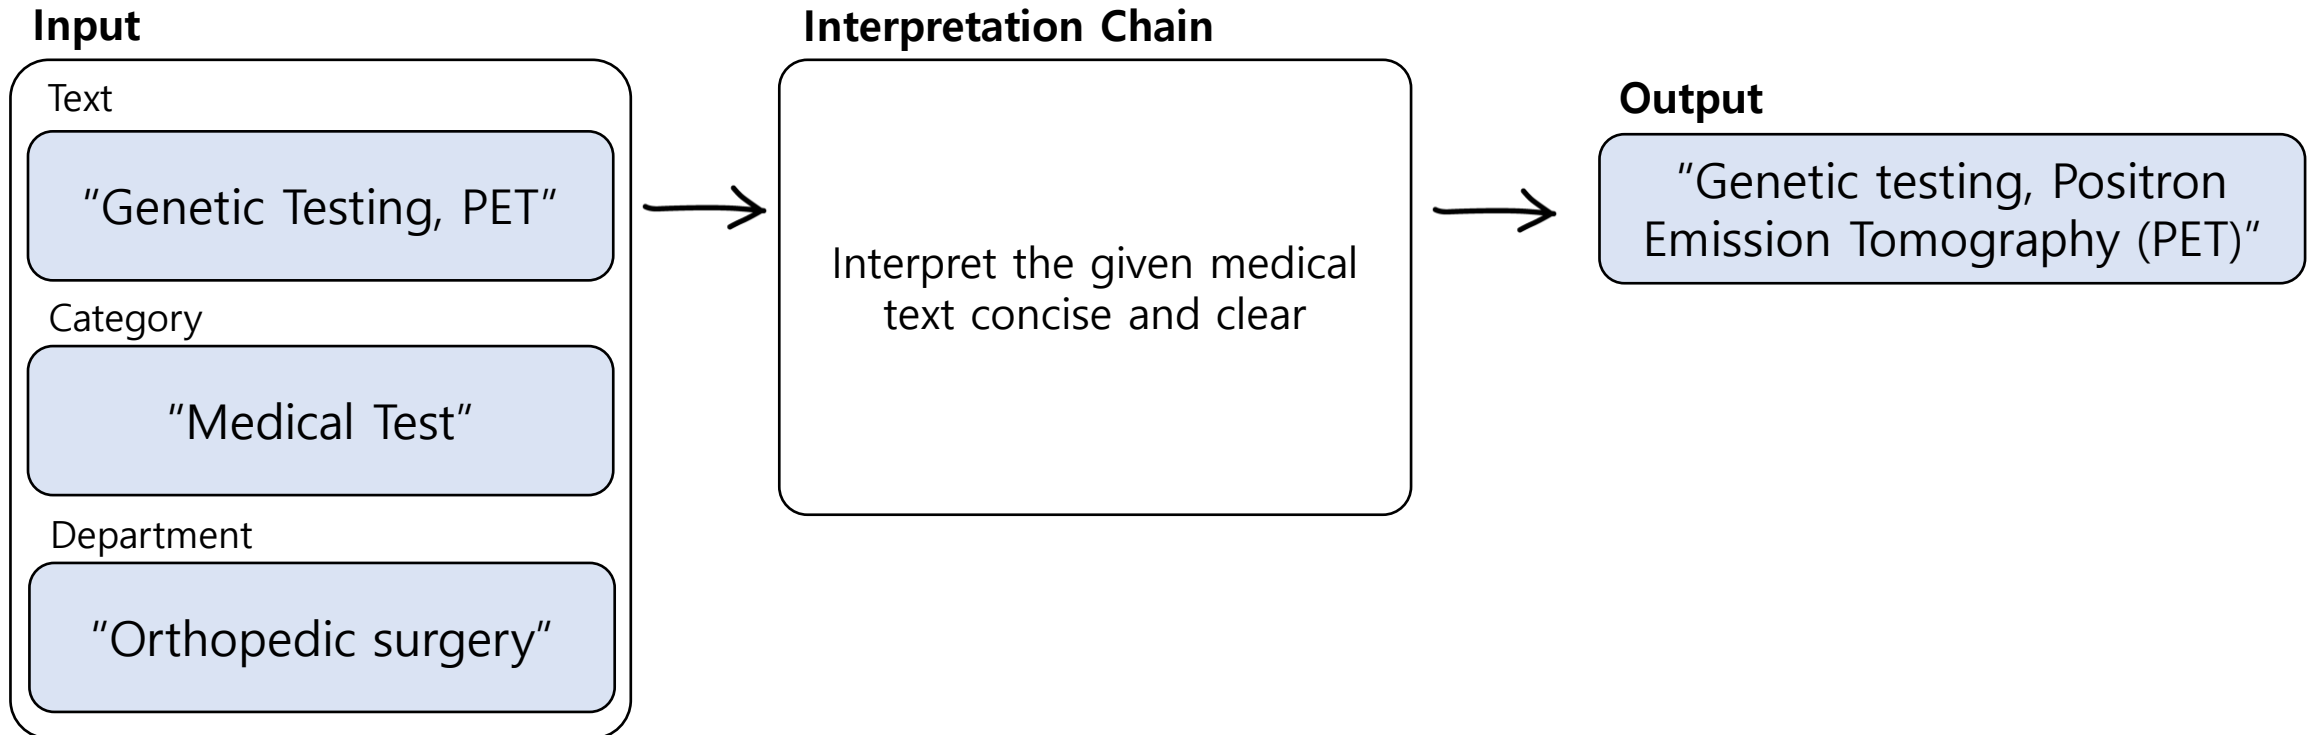 Input
Text
"Genetic Testing, PET"
Category
"Medical Test"
Department
"Orthopedic surgery"
Interpretation Chain
Interpret the given medical
text concise and clear
Output
"Genetic testing, Positron
Emission Tomography (PET)"